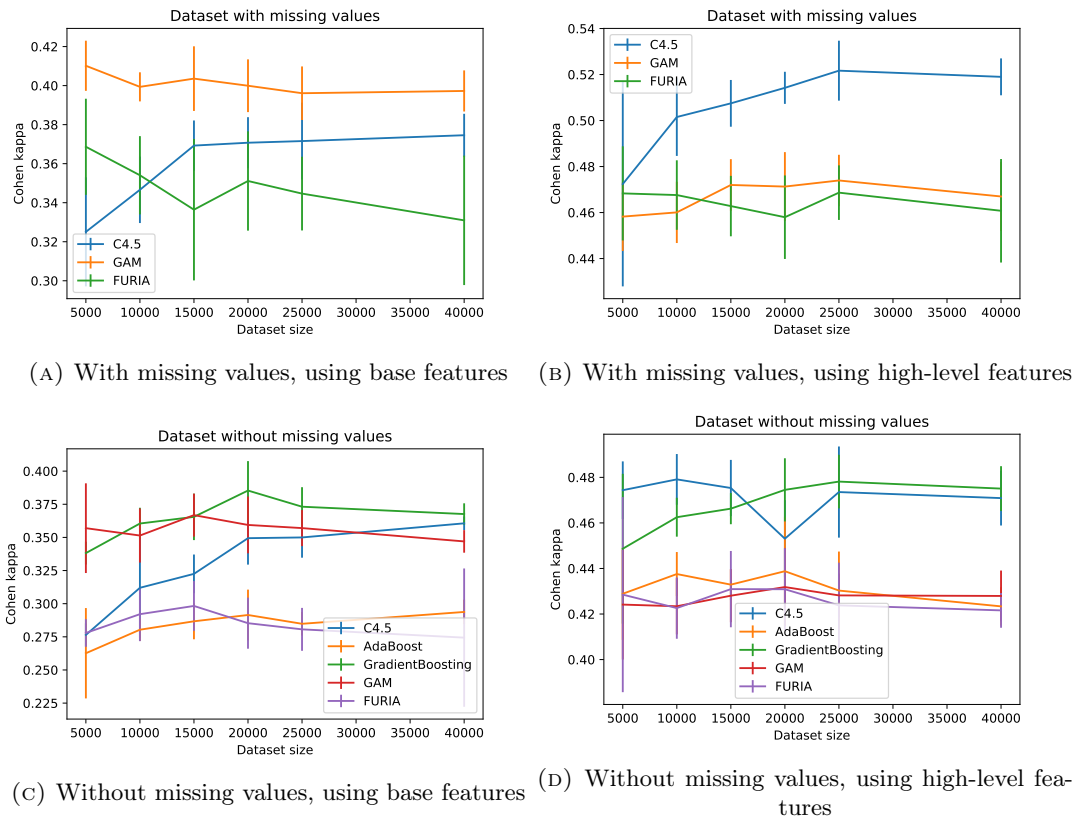 Dataset with missing values
0.42
0.40
0.38
0.36
0.34
0.32
0.30
Cohen kappa
C4.5
GAM
FURIA
5000 10000 15000 20000 25000 30000 35000 40000
Dataset size
(A) With missing values, using base features
Dataset with missing values
0.54
0.52
0.50
0.48
0.46
0.44
Cohen kappa
C4.5
GAM
FURIA
5000 10000 15000 20000 25000 30000 35000 40000
Dataset size
(B) With missing values, using high-level features
Dataset without missing values
0.400
0.375
0.350
0.325
0.300
0.275
0.250
0.225
Cohen kappa
C4.5
AdaBoost
GradientBoosting
GAM
FURIA
5000 10000 15000 20000 25000 30000 35000 40000
Dataset size
(C) Without missing values, using base features
Dataset without missing values
0.48
0.46
0.44
0.42
0.40
Cohen kappa
C4.5
AdaBoost
GradientBoosting
GAM
FURIA
5000 10000 15000 20000 25000 30000 35000 40000
Dataset size
(D) Without missing values, using high-level fea-
tures